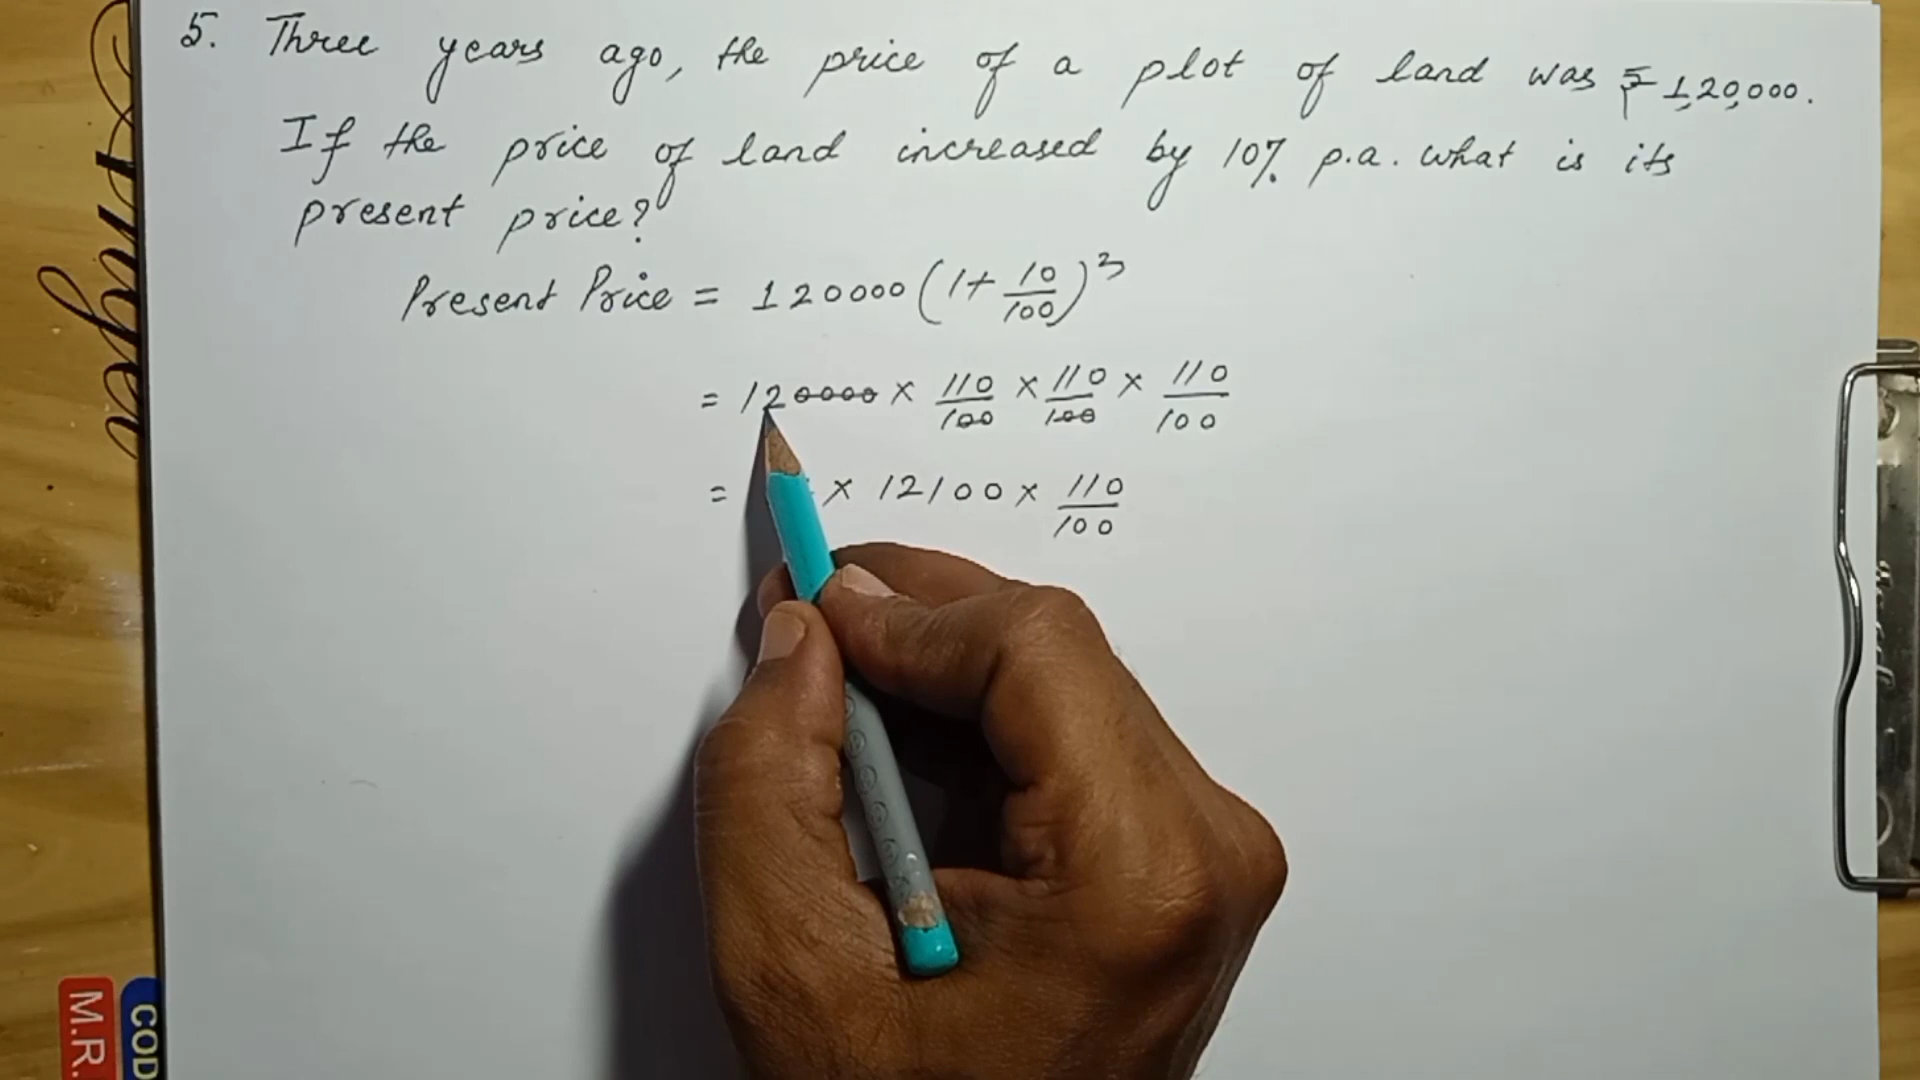 5. Three years ago, the price of a plot of land was ₹ 1,20,000.
If the price of land increased by 10% p.a. what is its
present price?
Present Price = 120000 (1 + 10/100)³
= 120000 × 110/100 × 110/100 × 110/100
= × 12100 × 110/100
M.R.
COD